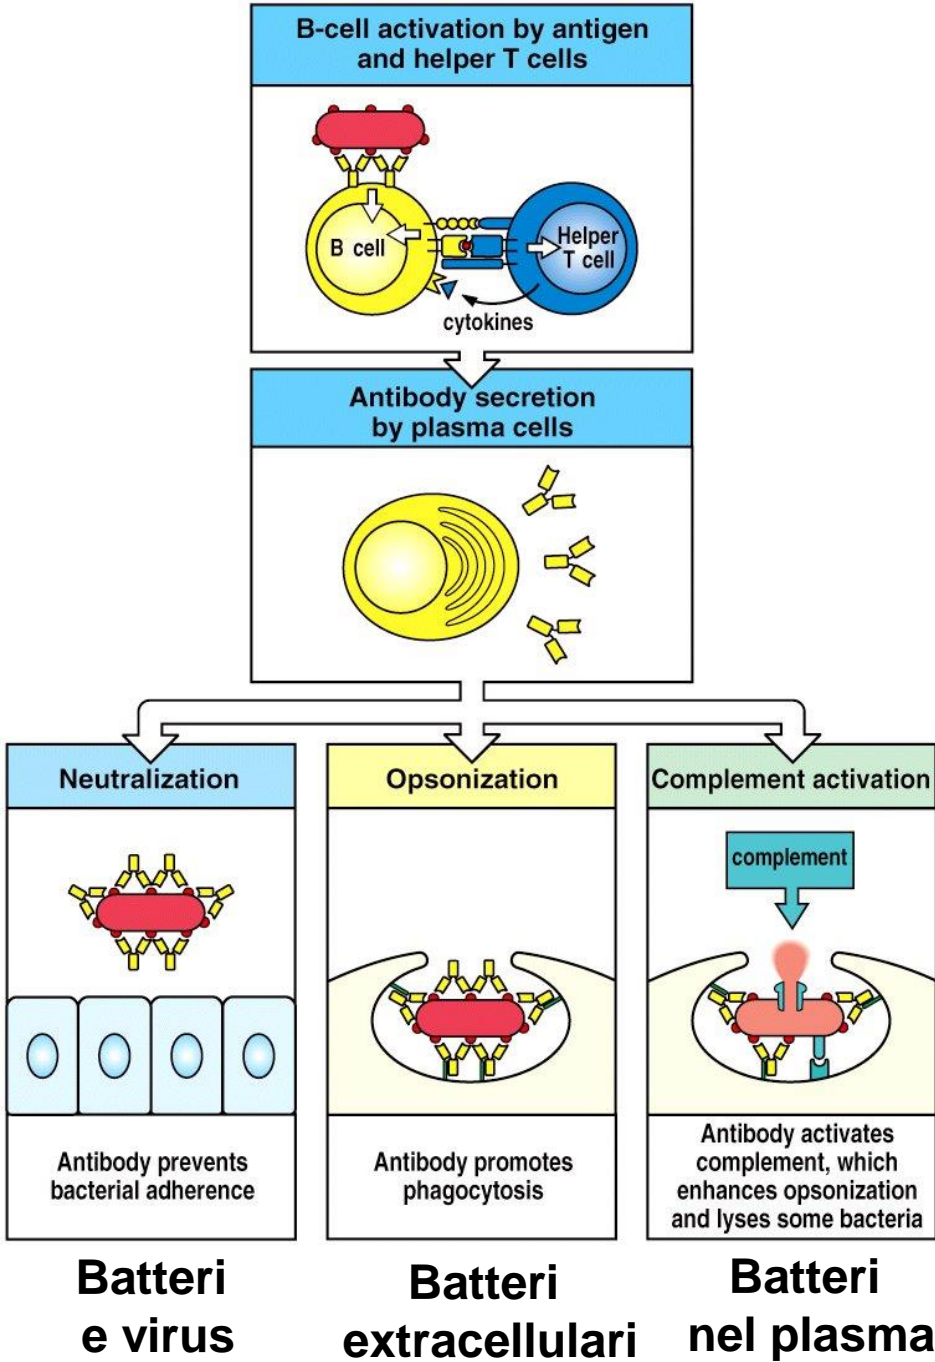 B-cell activation by antigen
and helper T cells
B cell
Helper
T cell
cytokines
Antibody secretion
by plasma cells
Neutralization
Antibody prevents
bacterial adherence
Batteri
e virus
Opsonization
Antibody promotes
phagocytosis
Batteri
extracellulari
Complement activation
complement
Antibody activates
complement, which
enhances opsonization
and lyses some bacteria
Batteri
nel plasma